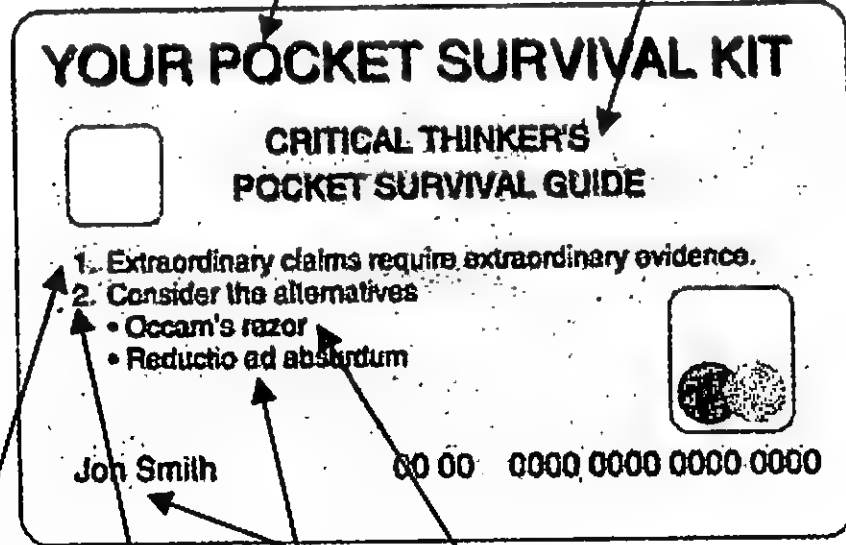 YOUR POCKET SURVIVAL KIT
CRITICAL THINKER'S
POCKET SURVIVAL GUIDE
1. Extraordinary claims require extraordinary evidence.
2. Consider the alternatives
• Occam's razor
• Reductio ad absurdum
Jon Smith 00 00 0000 0000 0000 0000